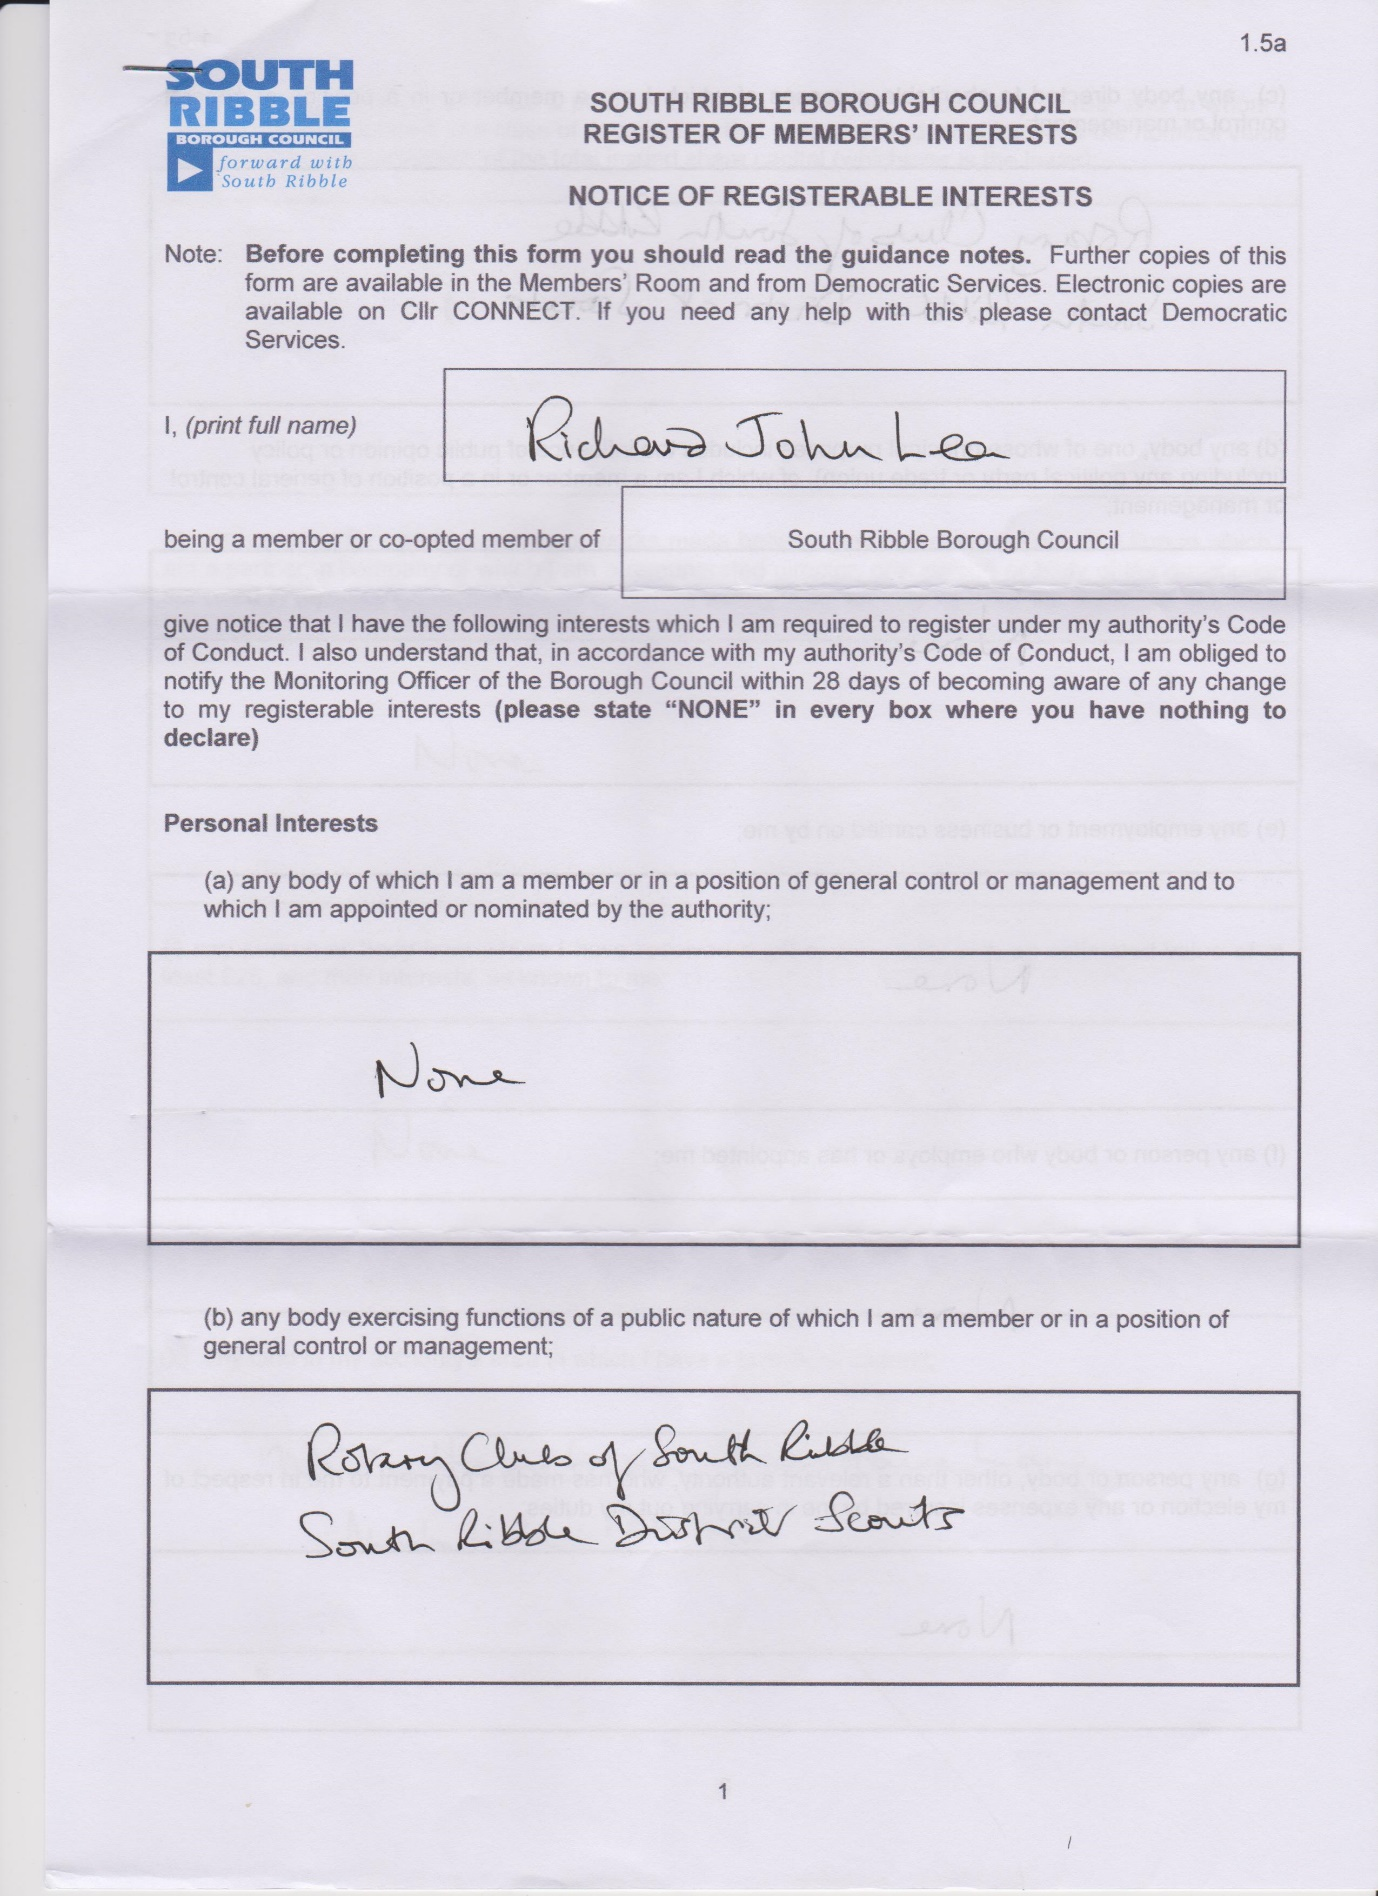 1.5a
SOUTH
RIBBLE
BOROUGH COUNCIL
forward with
South Ribble
SOUTH RIBBLE BOROUGH COUNCIL
REGISTER OF MEMBERS' INTERESTS
NOTICE OF REGISTERABLE INTERESTS
Note: Before completing this form you should read the guidance notes. Further copies of this
form are available in the Members' Room and from Democratic Services. Electronic copies are
available on Cllr CONNECT. If you need any help with this please contact Democratic
Services.
I, (print full name) Richard John Lea
being a member or co-opted member of South Ribble Borough Council
give notice that I have the following interests which I am required to register under my authority's Code
of Conduct. I also understand that, in accordance with my authority's Code of Conduct, I am obliged to
notify the Monitoring Officer of the Borough Council within 28 days of becoming aware of any change
to my registerable interests (please state “NONE” in every box where you have nothing to
declare)
Personal Interests
(a) any body of which I am a member or in a position of general control or management and to
which I am appointed or nominated by the authority;
None
(b) any body exercising functions of a public nature of which I am a member or in a position of
general control or management;
Rotary Club of South Ribble
South Ribble District Scouts
1